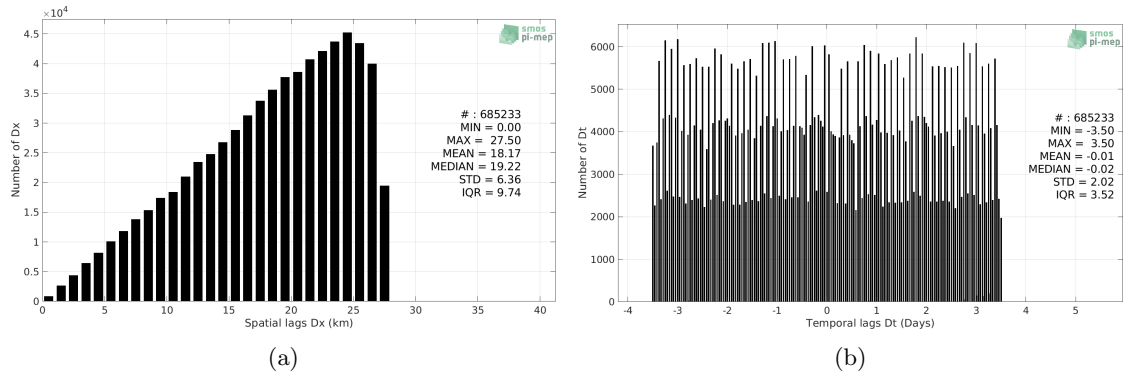 ×10⁴
4.5
4
3.5
3
2.5
2
1.5
1
0.5
0
Number of Dx
0 5 10 15 20 25 30 35 40
Spatial lags Dx (km)
smos
pi-mep
# : 685233
MIN = 0.00
MAX = 27.50
MEAN = 18.17
MEDIAN = 19.22
STD = 6.36
IQR = 9.74
(a)
6000
5000
4000
3000
2000
1000
0
Number of Dt
-4 -3 -2 -1 0 1 2 3 4 5
Temporal lags Dt (Days)
smos
pi-mep
# : 685233
MIN = -3.50
MAX = 3.50
MEAN = -0.01
MEDIAN = -0.02
STD = 2.02
IQR = 3.52
(b)